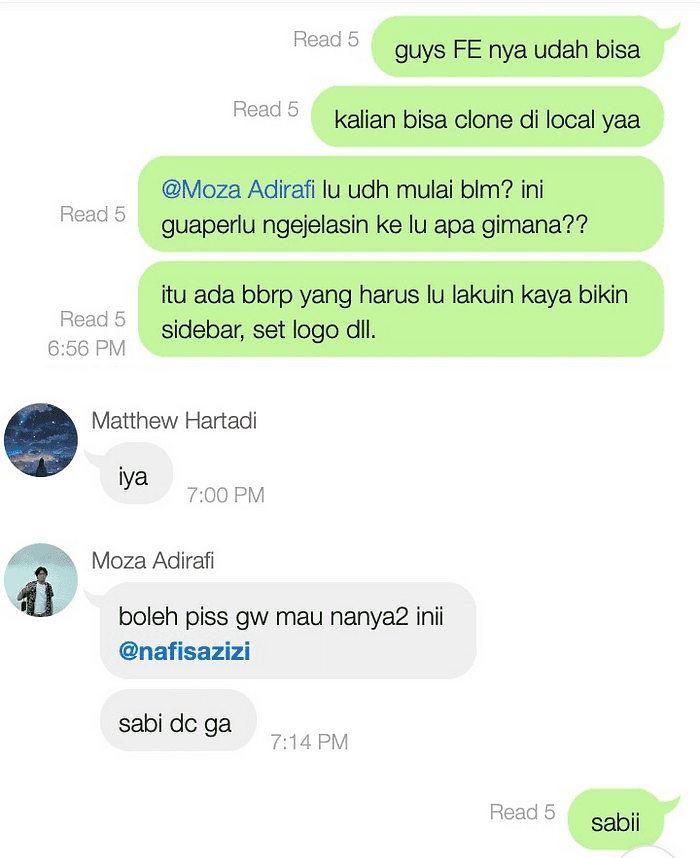 Read 5
guys FE nya udah bisa
Read 5
kalian bisa clone di local yaa
@Moza Adirafi lu udh mulai blm? ini
guaperlu ngejelasin ke lu apa gimana??
Read 5
itu ada bbrp yang harus lu lakuin kaya bikin
sidebar, set logo dll.
Read 5
6:56 PM
Matthew Hartadi
iya
7:00 PM
Moza Adirafi
boleh piss gw mau nanya2 inii
@nafisazizi
sabi dc ga
7:14 PM
Read 5
sabii